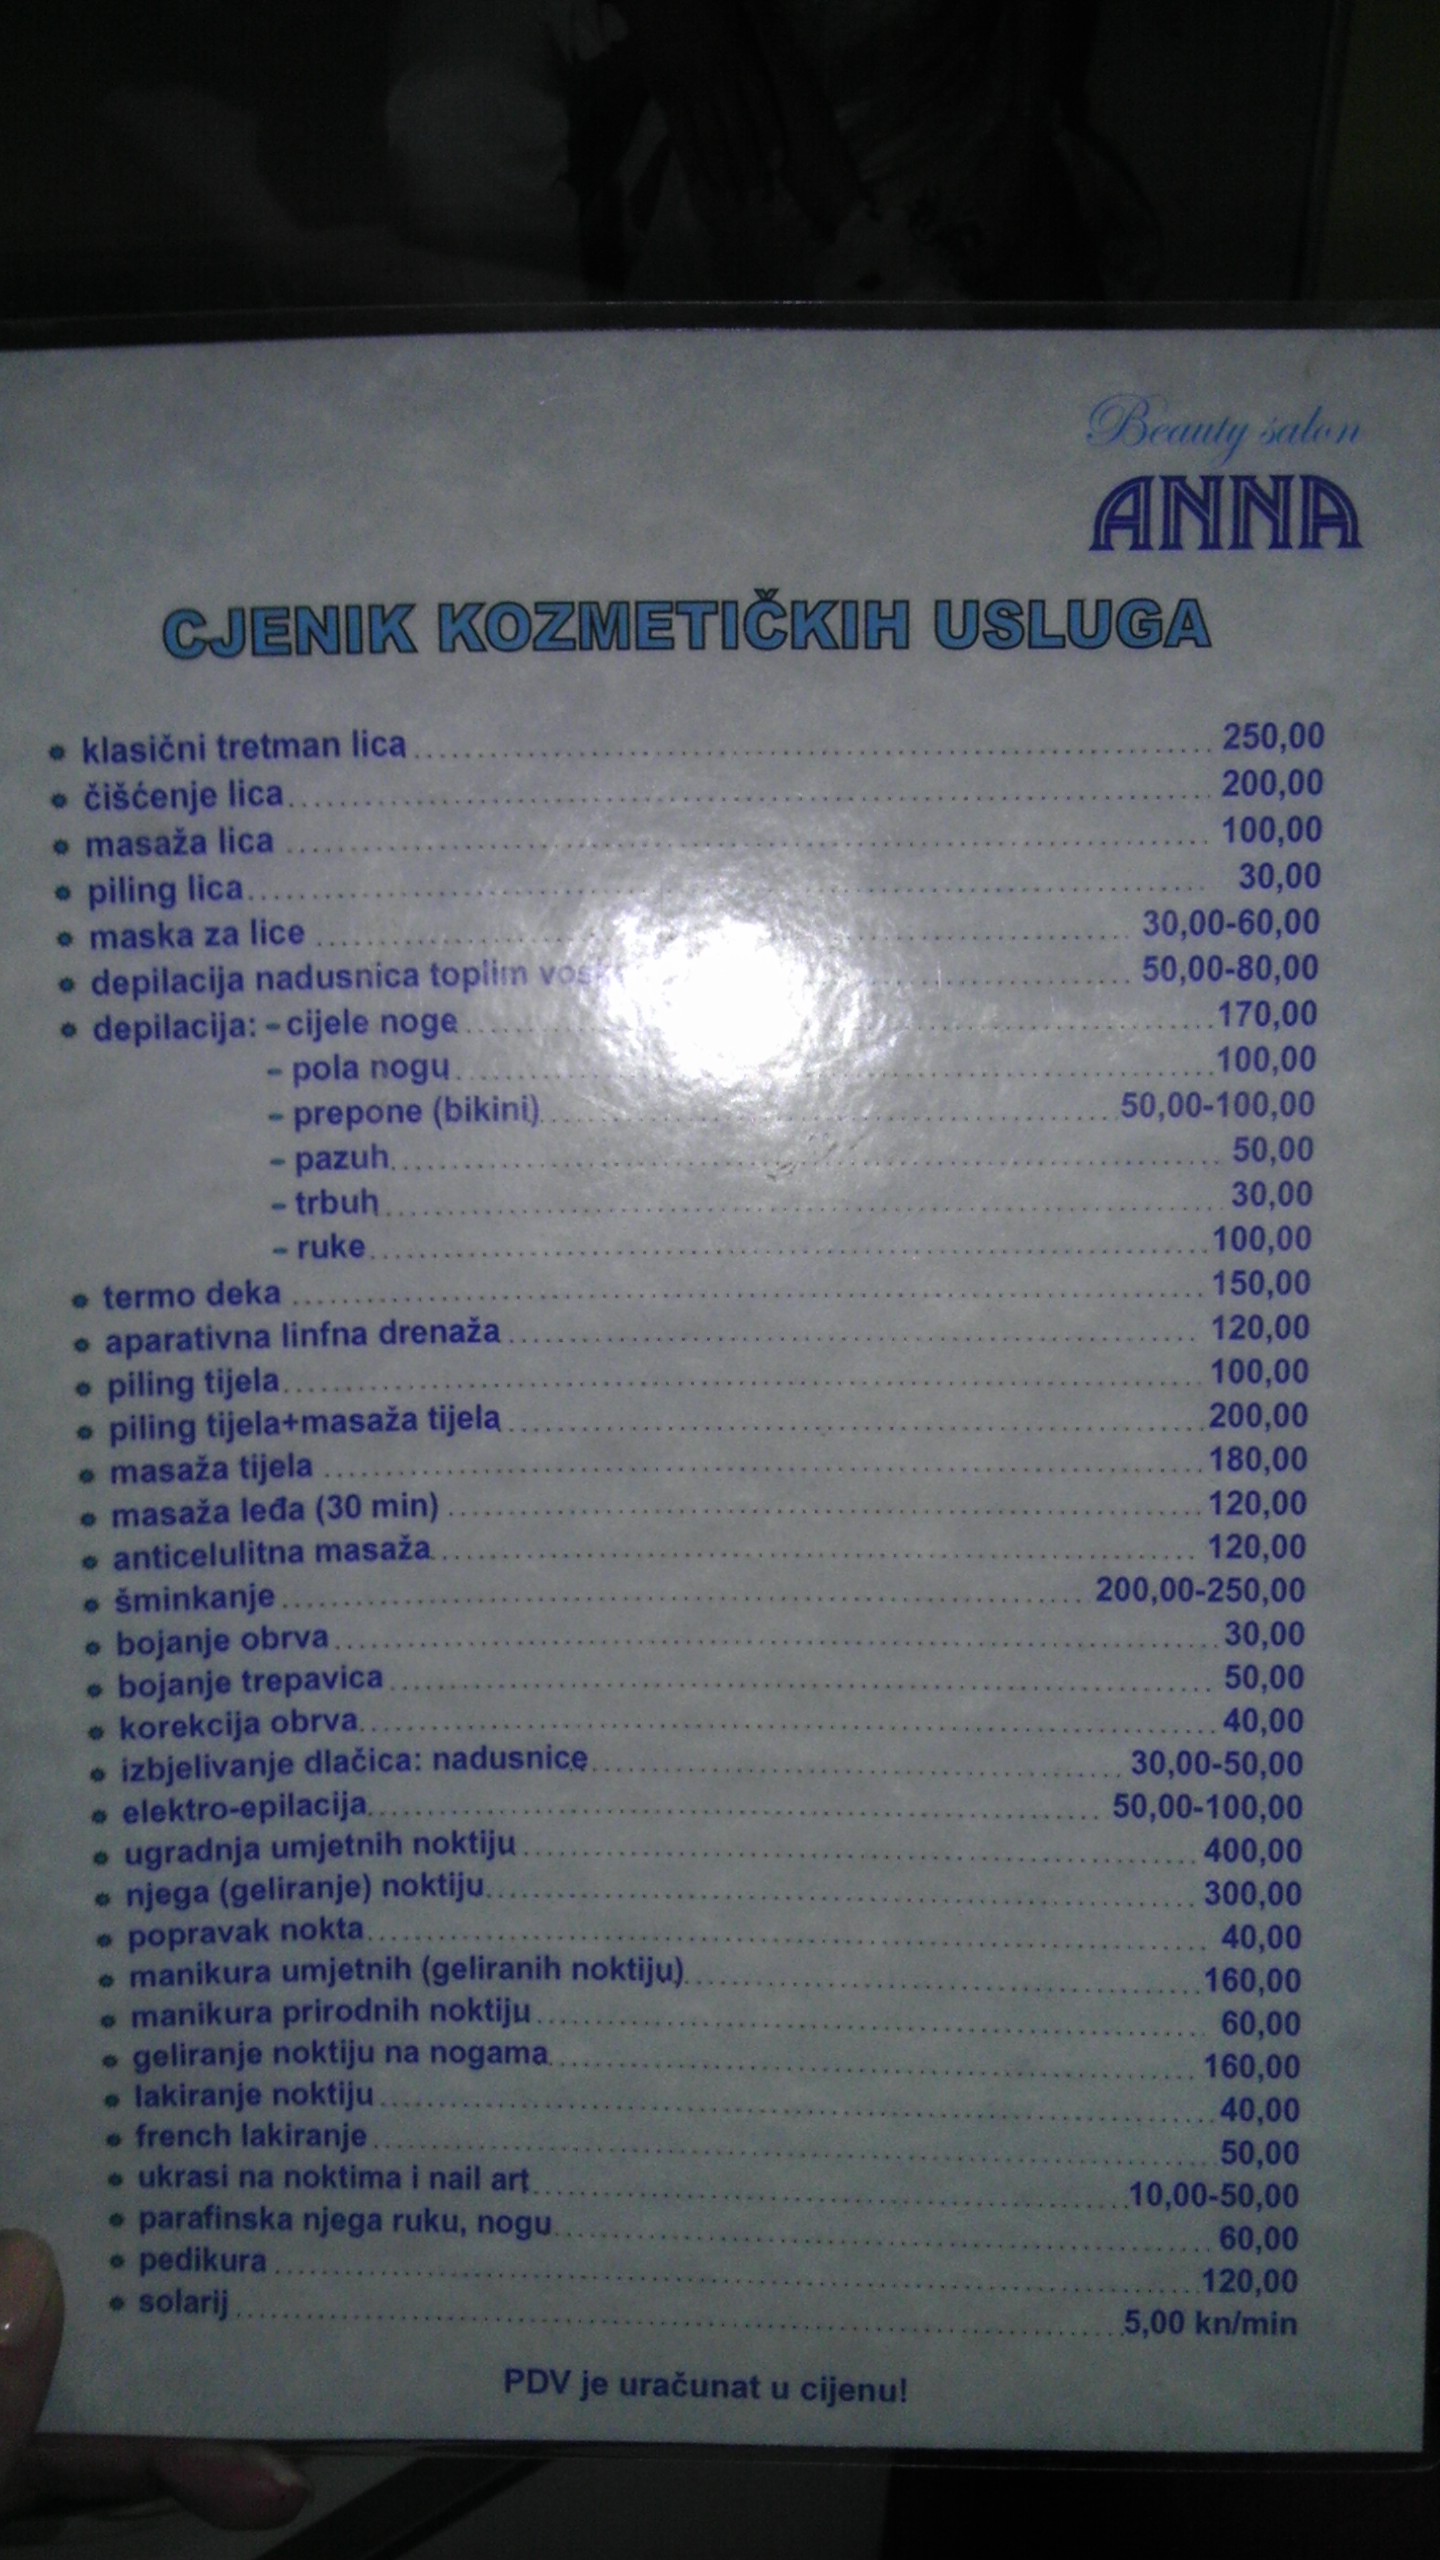 Beauty salon
ANNA
CJENIK KOZMETIČKIH USLUGA
• klasični tretman lica 250,00
• čišćenje lica 200,00
• masaža lica 100,00
• piling lica 30,00
• maska za lice 30,00-60,00
• depilacija nadusnica toplim 50,00-80,00
• depilacija: - cijele noge 170,00
- pola nogu 100,00
- prepone (bikini) 50,00-100,00
- pazuh 50,00
- trbuh 30,00
- ruke 100,00
• termo deka 150,00
• aparativna linfna drenaža 120,00
• piling tijela 100,00
• piling tijela+masaža tijela 200,00
• masaža tijela 180,00
• masaža leđa (30 min) 120,00
• anticelulitna masaža 120,00
• šminkanje 200,00-250,00
• bojanje obrva 30,00
• bojanje trepavica 50,00
• korekcija obrva 40,00
• izbjelivanje dlačica: nadusnice 30,00-50,00
• elektro-epilacija 50,00-100,00
• ugradnja umjetnih noktiju 400,00
• njega (geliranje) noktiju 300,00
• popravak nokta 40,00
• manikura umjetnih (geliranih noktiju) 160,00
• manikura prirodnih noktiju 60,00
• geliranje noktiju na nogama 160,00
• lakiranje noktiju 40,00
• french lakiranje 50,00
• ukrasi na noktima i nail art 10,00-50,00
• parafinska njega ruku, nogu 60,00
• pedikura 120,00
• solarij 5,00 kn/min
PDV je uračunat u cijenu!